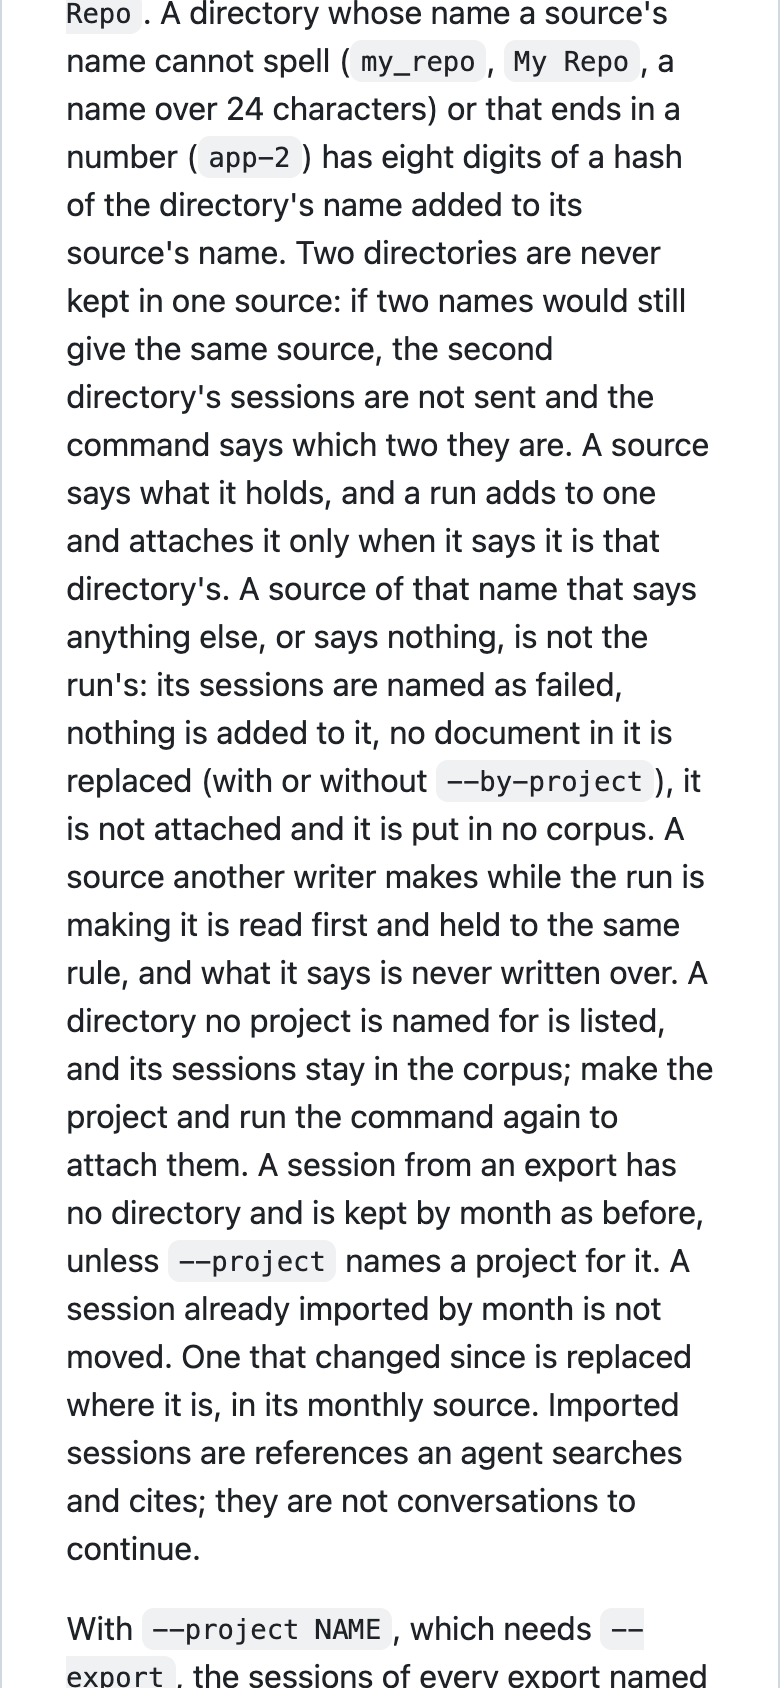 Repo. A directory whose name a source's
name cannot spell (my_repo, My Repo, a
name over 24 characters) or that ends in a
number (app-2) has eight digits of a hash
of the directory's name added to its
source's name. Two directories are never
kept in one source: if two names would still
give the same source, the second
directory's sessions are not sent and the
command says which two they are. A source
says what it holds, and a run adds to one
and attaches it only when it says it is that
directory's. A source of that name that says
anything else, or says nothing, is not the
run's: its sessions are named as failed,
nothing is added to it, no document in it is
replaced (with or without --by-project), it
is not attached and it is put in no corpus. A
source another writer makes while the run is
making it is read first and held to the same
rule, and what it says is never written over. A
directory no project is named for is listed,
and its sessions stay in the corpus; make the
project and run the command again to
attach them. A session from an export has
no directory and is kept by month as before,
unless --project names a project for it. A
session already imported by month is not
moved. One that changed since is replaced
where it is, in its monthly source. Imported
sessions are references an agent searches
and cites; they are not conversations to
continue.
With --project NAME, which needs --
export, the sessions of every export named